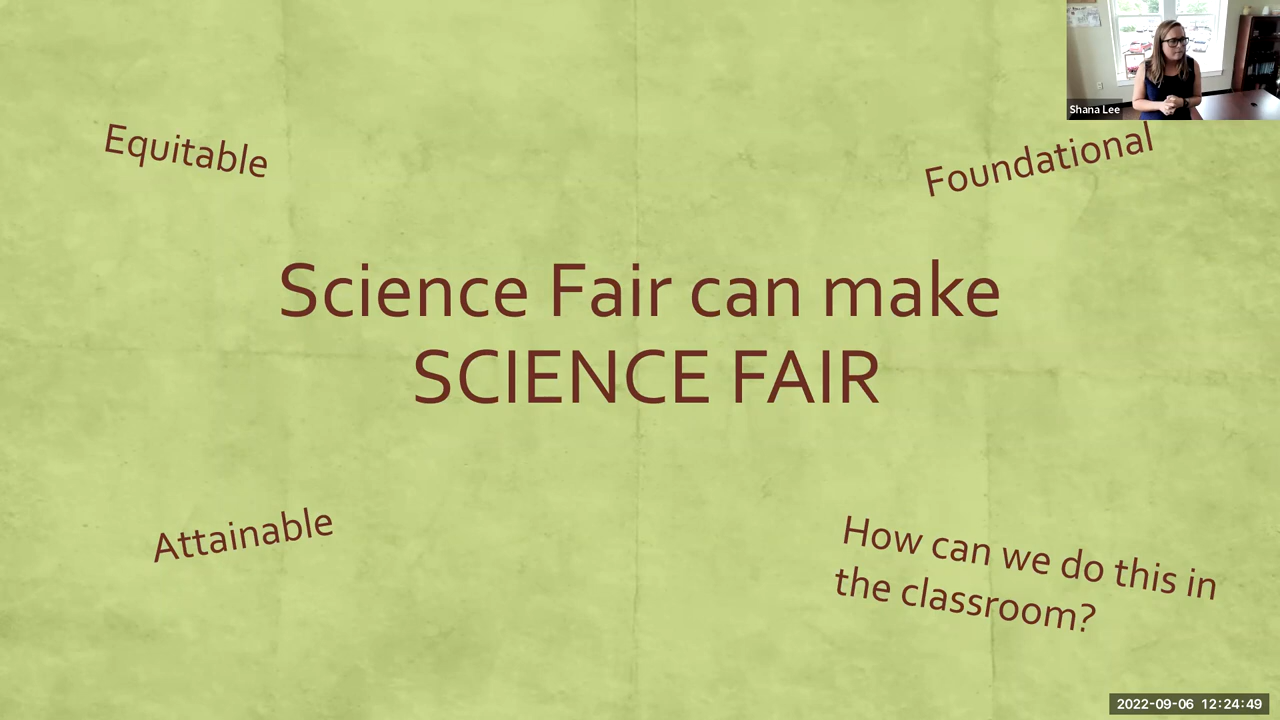 Shana Lee
Equitable
Foundational
Science Fair can make
SCIENCE FAIR
Attainable
How can we do this in
the classroom?
2022-09-06 12:24:49